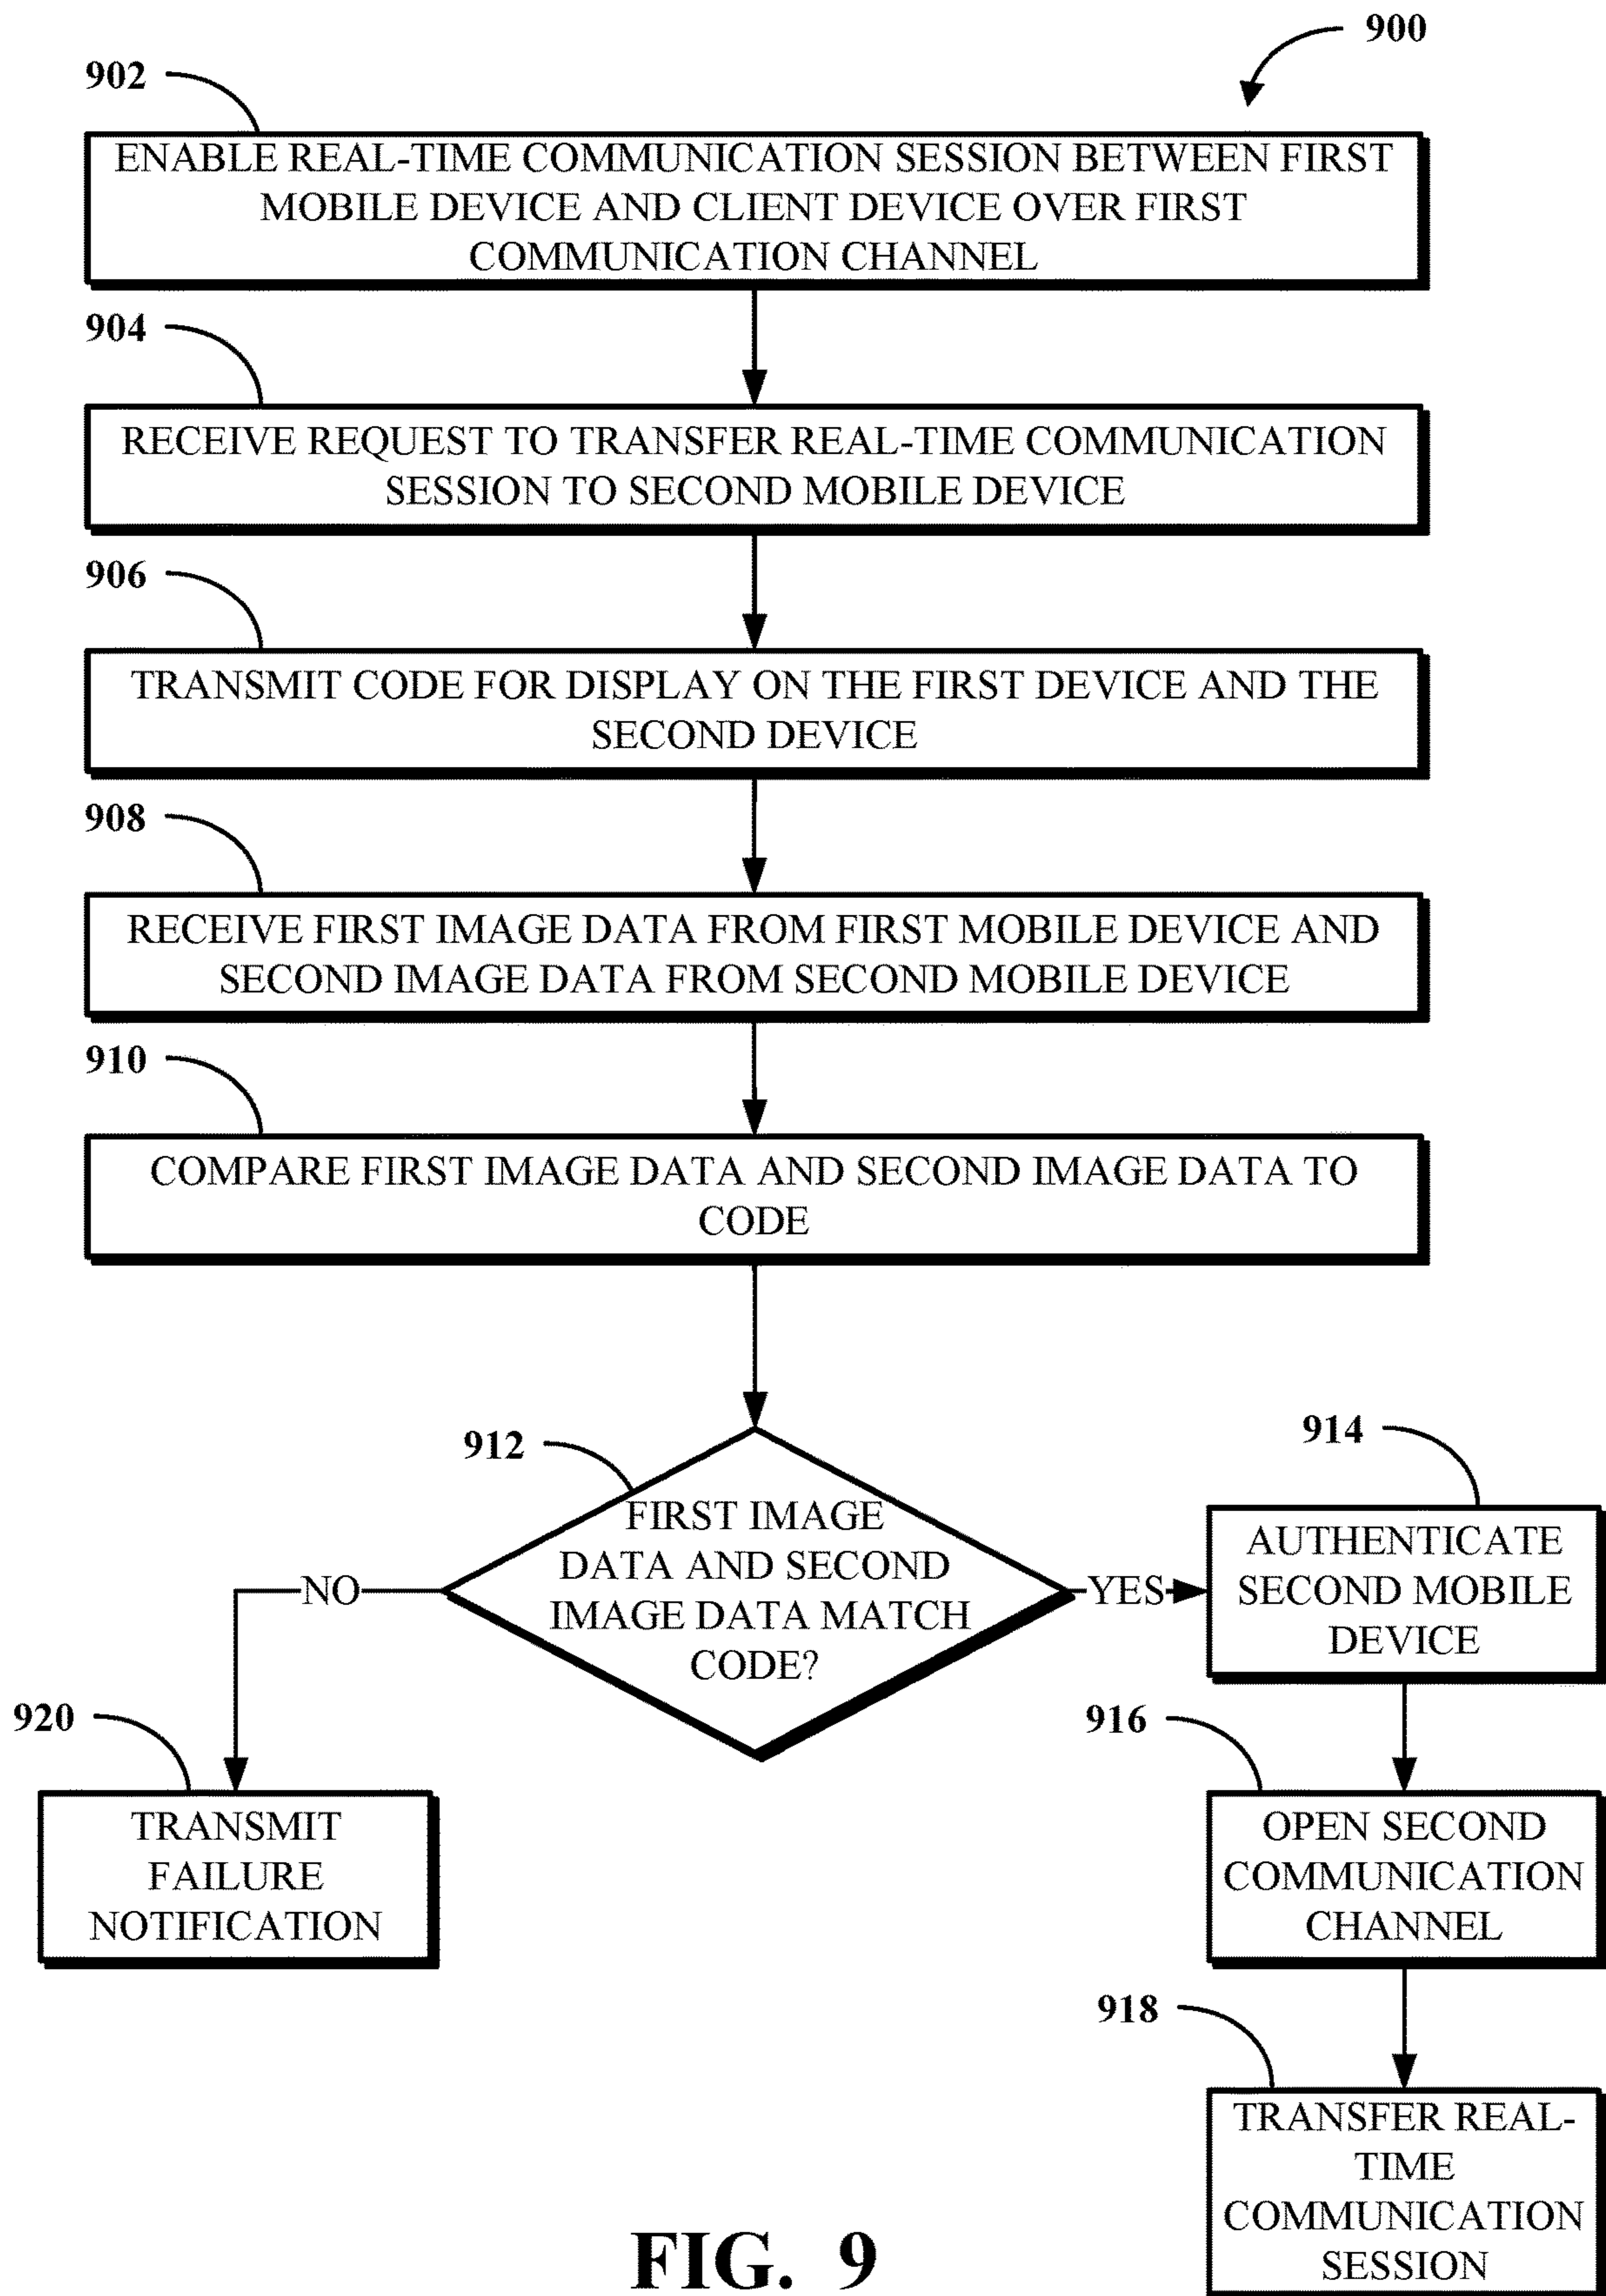 900
902
ENABLE REAL-TIME COMMUNICATION SESSION BETWEEN FIRST
MOBILE DEVICE AND CLIENT DEVICE OVER FIRST
COMMUNICATION CHANNEL
904
RECEIVE REQUEST TO TRANSFER REAL-TIME COMMUNICATION
SESSION TO SECOND MOBILE DEVICE
906
TRANSMIT CODE FOR DISPLAY ON THE FIRST DEVICE AND THE
SECOND DEVICE
908
RECEIVE FIRST IMAGE DATA FROM FIRST MOBILE DEVICE AND
SECOND IMAGE DATA FROM SECOND MOBILE DEVICE
910
COMPARE FIRST IMAGE DATA AND SECOND IMAGE DATA TO
CODE
912
FIRST IMAGE
DATA AND SECOND
IMAGE DATA MATCH
CODE?
NO
YES
914
AUTHENTICATE
SECOND MOBILE
DEVICE
920
TRANSMIT
FAILURE
NOTIFICATION
916
OPEN SECOND
COMMUNICATION
CHANNEL
918
TRANSFER REAL-
TIME
COMMUNICATION
SESSION
FIG. 9